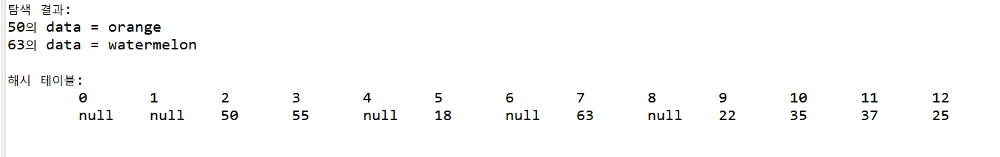 탐색 결과:
50의 data = orange
63의 data = watermelon
해시 테이블:
0 1 2 3 4 5 6 7 8 9 10 11 12
null null 50 55 null 18 null 63 null 22 35 37 25